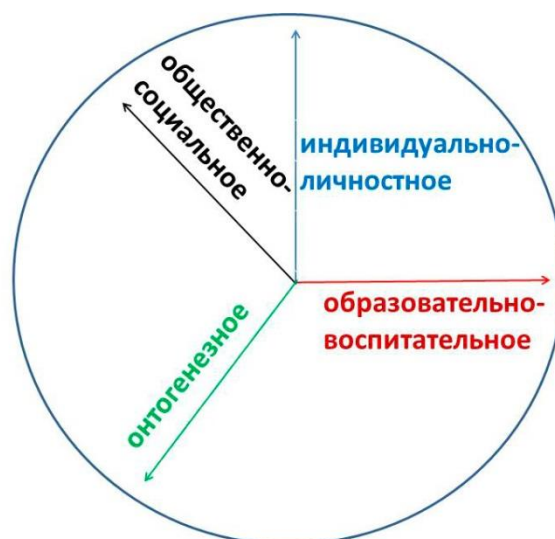 общественно-
социальное
индивидуально-
личностное
образовательно-
воспитательное
онтогенезное